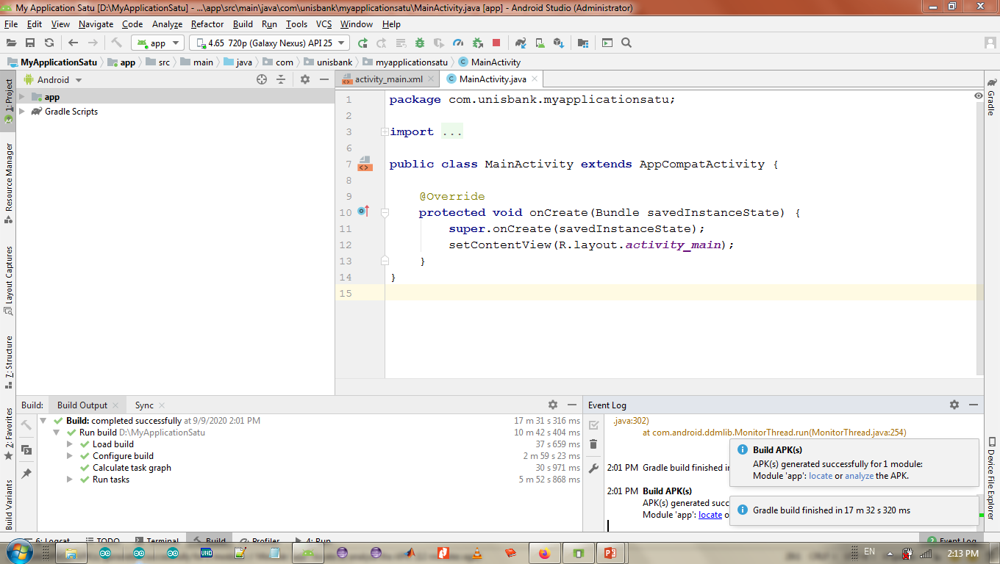 My Application Satu [D:\MyApplicationSatu] - ...\app\src\main\java\com\unisbank\myapplicationsatu\MainActivity.java [app] - Android Studio (Administrator)
File Edit View Navigate Code Analyze Refactor Build Run Tools VCS Window Help
app 4.65 720p (Galaxy Nexus) API 25
MyApplicationSatu app src main java com unisbank myapplicationsatu MainActivity
1: Project
Resource Manager
Layout Captures
7: Structure
2: Favorites
Build Variants
Android
app
Gradle Scripts
activity_main.xml MainActivity.java
1 package com.unisbank.myapplicationsatu;
2
3 import ...
6
7 public class MainActivity extends AppCompatActivity {
8
9 @Override
10 protected void onCreate(Bundle savedInstanceState) {
11 super.onCreate(savedInstanceState);
12 setContentView(R.layout.activity_main);
13 }
14 }
15
Gradle
Device File Explorer
Build: Build Output Sync
Build: completed successfully at 9/9/2020 2:01 PM 17 m 31 s 316 ms
Run build D:\MyApplicationSatu 10 m 42 s 404 ms
Load build 37 s 659 ms
Configure build 2 m 59 s 23 ms
Calculate task graph 30 s 971 ms
Run tasks 5 m 52 s 868 ms
Event Log
.java:302)
at com.android.ddmlib.MonitorThread.run(MonitorThread.java:254)
2:01 PM Gradle build finished
2:01 PM Build APK(s)
APK(s) generated
Module 'app': locate
Build APK(s)
APK(s) generated successfully for 1 module:
Module 'app': locate or analyze the APK.
Gradle build finished in 17 m 32 s 320 ms
6: Logcat TODO Terminal Build Profiler 4: Run Event Log
UNO
EN
2:13 PM